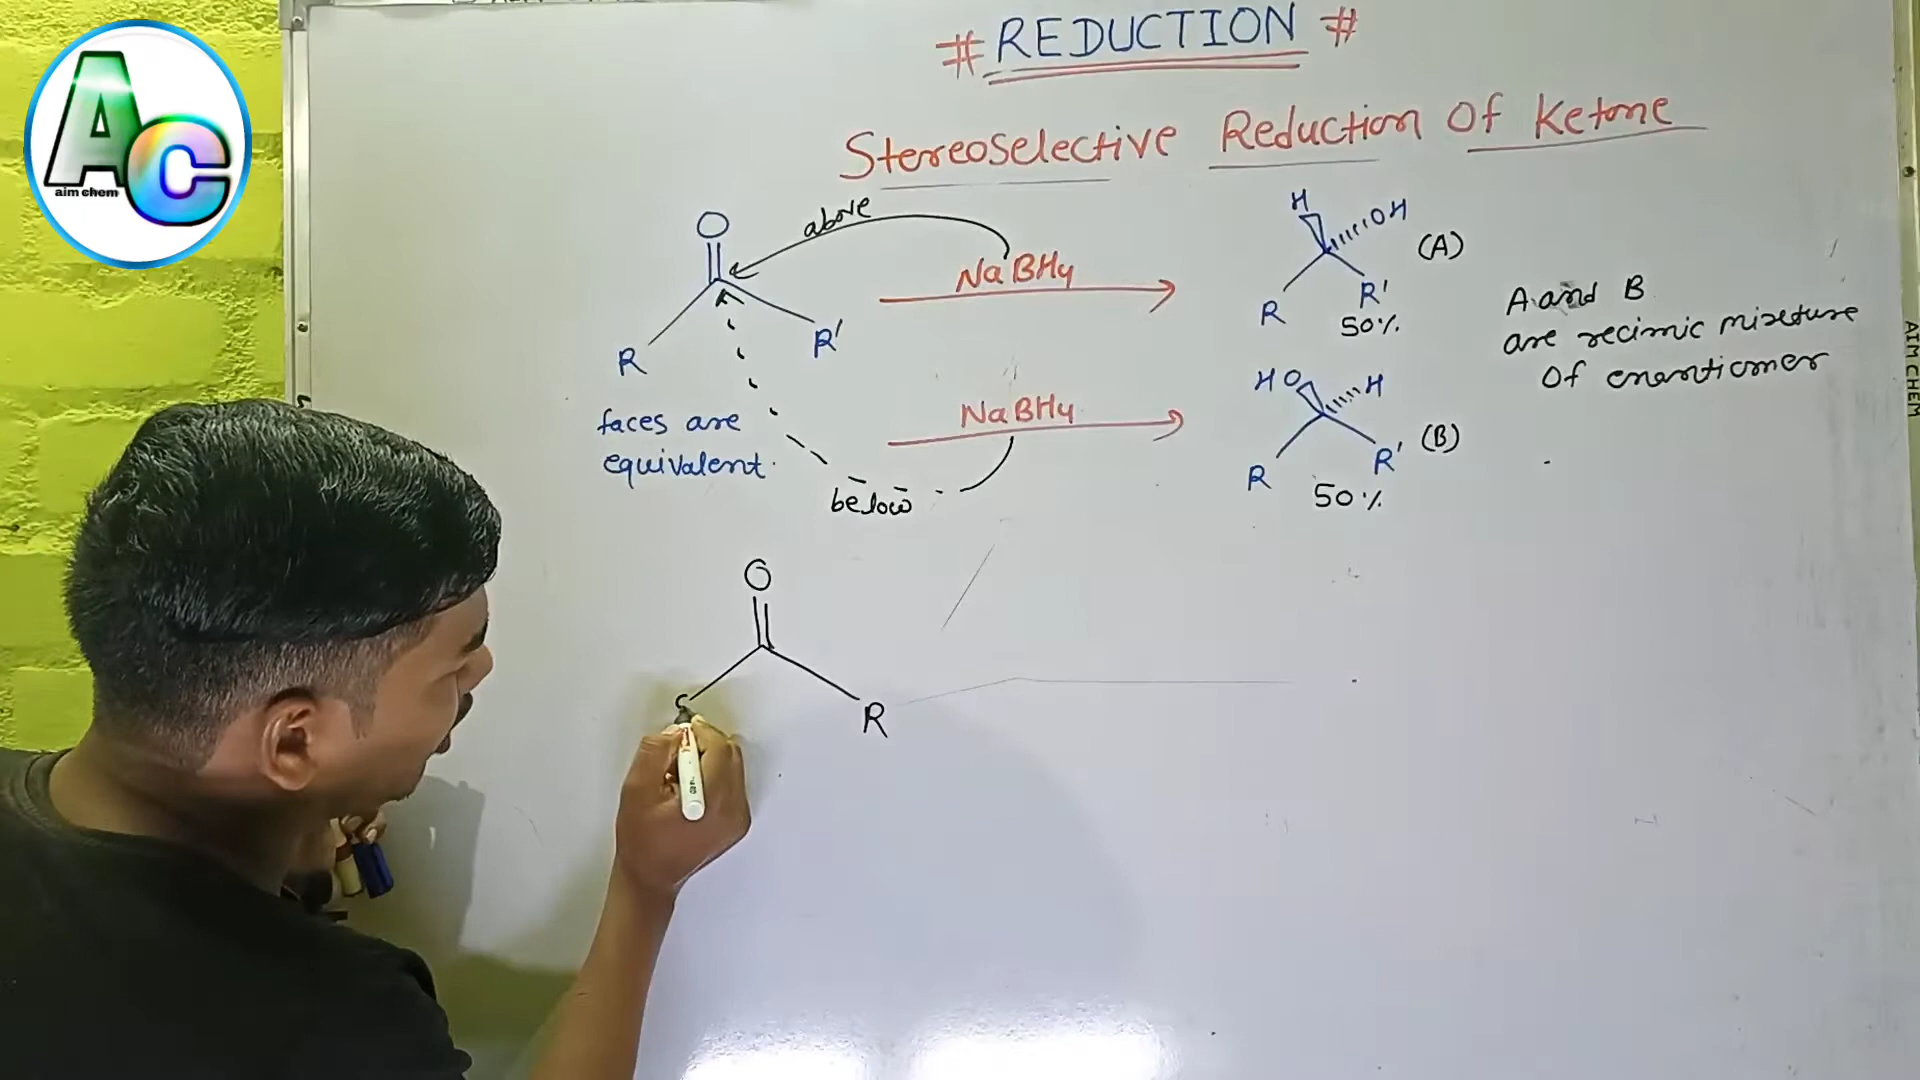 AC
aim chem
# REDUCTION #
Stereoselective Reduction Of Ketone
O
above
NaBH4
R
R'
H
OH
(A)
R
R'
50%
faces are
equivalent.
NaBH4
below
HO
H
(B)
R
R'
50%
A and B
are recimic mixture
Of enantiomer
O
R
AIM CHEM